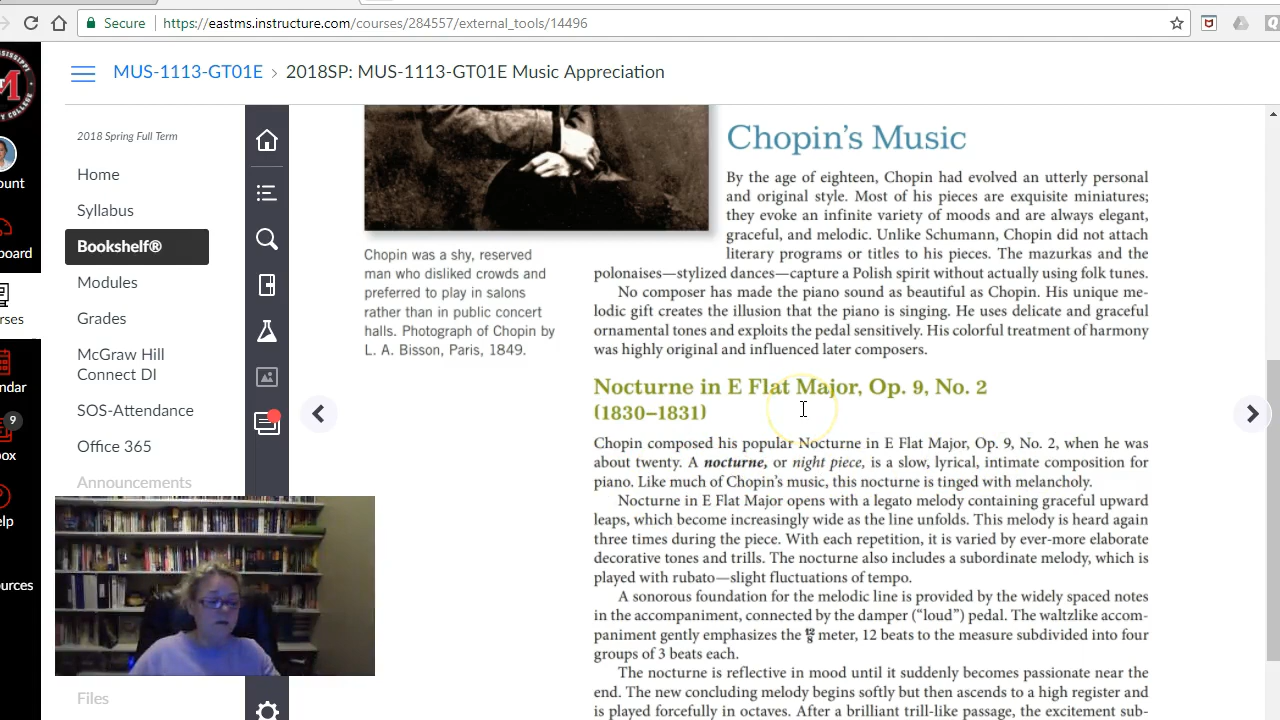 Secure
https://eastms.instructure.com/courses/284557/external_tools/14496
MUS-1113-GT01E › 2018SP: MUS-1113-GT01E Music Appreciation
2018 Spring Full Term
Home
Syllabus
Bookshelf®
Modules
Grades
McGraw Hill
Connect DI
SOS-Attendance
Office 365
Announcements
Files
9
Chopin was a shy, reserved
man who disliked crowds and
preferred to play in salons
rather than in public concert
halls. Photograph of Chopin by
L. A. Bisson, Paris, 1849.
Chopin's Music
By the age of eighteen, Chopin had evolved an utterly personal
and original style. Most of his pieces are exquisite miniatures;
they evoke an infinite variety of moods and are always elegant,
graceful, and melodic. Unlike Schumann, Chopin did not attach
literary programs or titles to his pieces. The mazurkas and the
polonaises—stylized dances—capture a Polish spirit without actually using folk tunes.
No composer has made the piano sound as beautiful as Chopin. His unique me-
lodic gift creates the illusion that the piano is singing. He uses delicate and graceful
ornamental tones and exploits the pedal sensitively. His colorful treatment of harmony
was highly original and influenced later composers.
Nocturne in E Flat Major, Op. 9, No. 2
(1830–1831)
Chopin composed his popular Nocturne in E Flat Major, Op. 9, No. 2, when he was
about twenty. A nocturne, or night piece, is a slow, lyrical, intimate composition for
piano. Like much of Chopin's music, this nocturne is tinged with melancholy.
Nocturne in E Flat Major opens with a legato melody containing graceful upward
leaps, which become increasingly wide as the line unfolds. This melody is heard again
three times during the piece. With each repetition, it is varied by ever-more elaborate
decorative tones and trills. The nocturne also includes a subordinate melody, which is
played with rubato—slight fluctuations of tempo.
A sonorous foundation for the melodic line is provided by the widely spaced notes
in the accompaniment, connected by the damper ("loud") pedal. The waltzlike accom-
paniment gently emphasizes the 12/8 meter, 12 beats to the measure subdivided into four
groups of 3 beats each.
The nocturne is reflective in mood until it suddenly becomes passionate near the
end. The new concluding melody begins softly but then ascends to a high register and
is played forcefully in octaves. After a brilliant trill-like passage, the excitement sub-